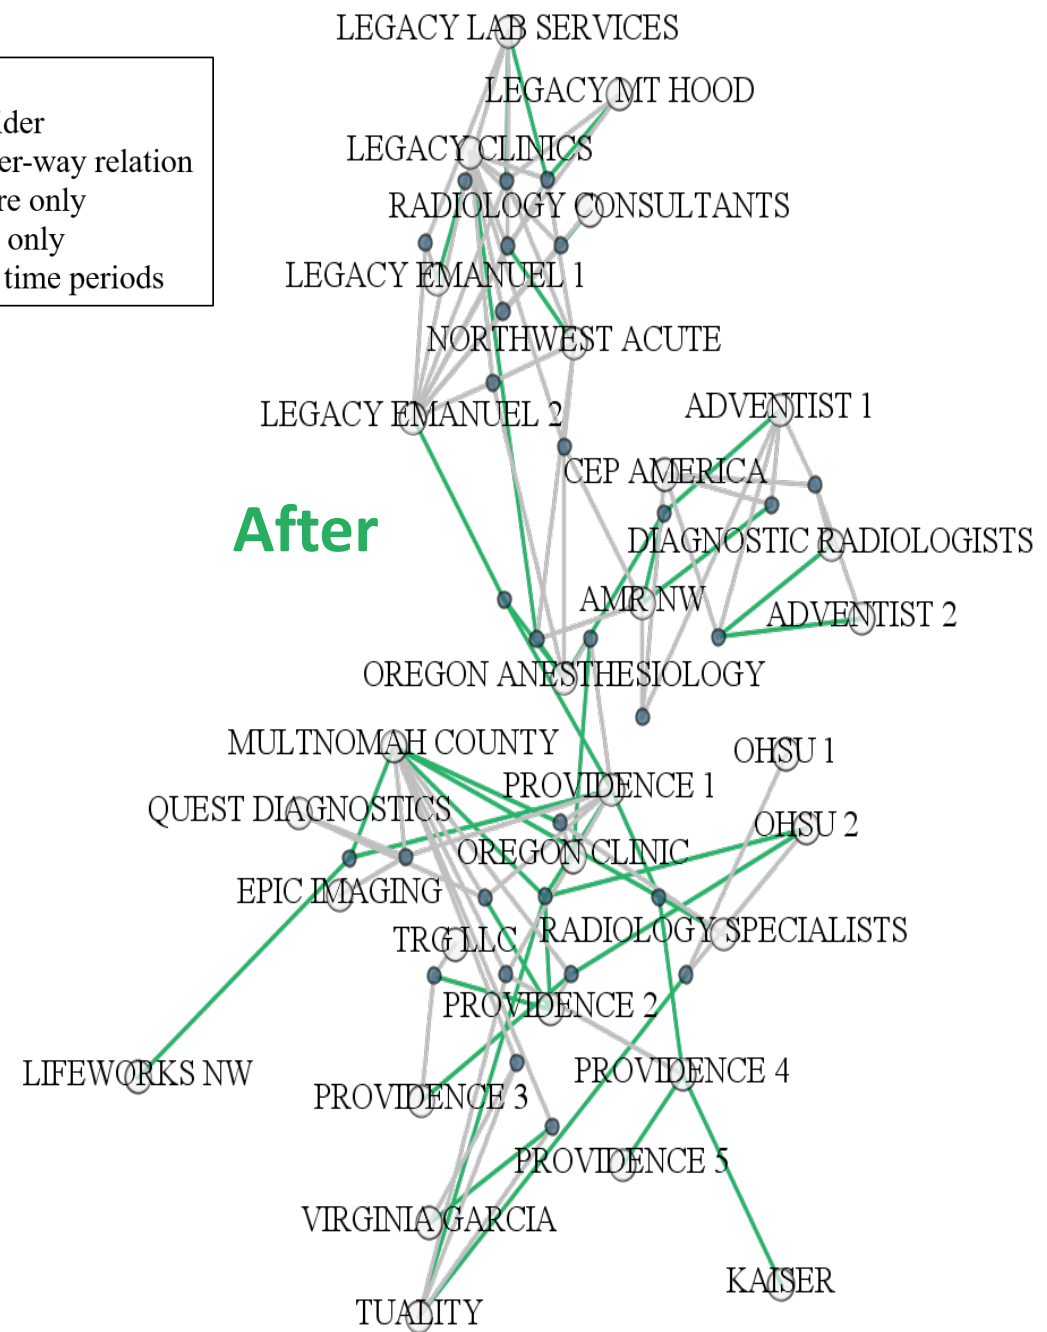 LEGACY LAB SERVICES
LEGACY MT HOOD
ider
er-way relation
LEGACY CLINICS
re only
RADIOLOGY CONSULTANTS
only
time periods
LEGACY EMANUEL 1
NORTHWEST ACUTE
LEGACY EMANUEL 2
ADVENTIST 1
CEP AMERICA
After
DIAGNOSTIC RADIOLOGISTS
AMR NW
ADVENTIST 2
OREGON ANESTHESIOLOGY
MULTNOMAH COUNTY
OHSU 1
PROVIDENCE 1
QUEST DIAGNOSTICS
OHSU 2
OREGON CLINIC
EPIC IMAGING
RADIOLOGY SPECIALISTS
TRG LLC
PROVIDENCE 2
LIFEWORKS NW
PROVIDENCE 4
PROVIDENCE 3
PROVIDENCE 5
VIRGINIA GARCIA
KAISER
TUALITY